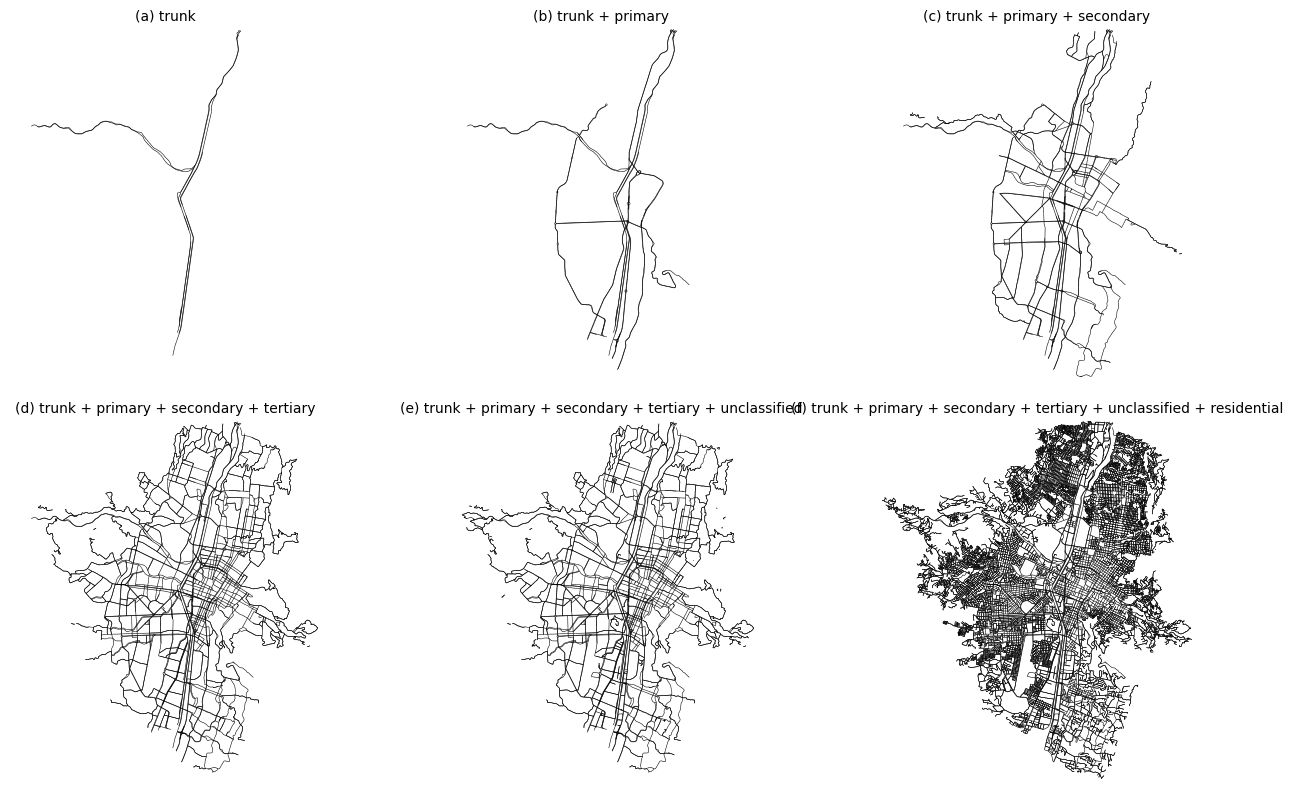 (a) trunk
(b) trunk + primary
(c) trunk + primary + secondary
(d) trunk + primary + secondary + tertiary
(e) trunk + primary + secondary + tertiary + unclassified
(f) trunk + primary + secondary + tertiary + unclassified + residential